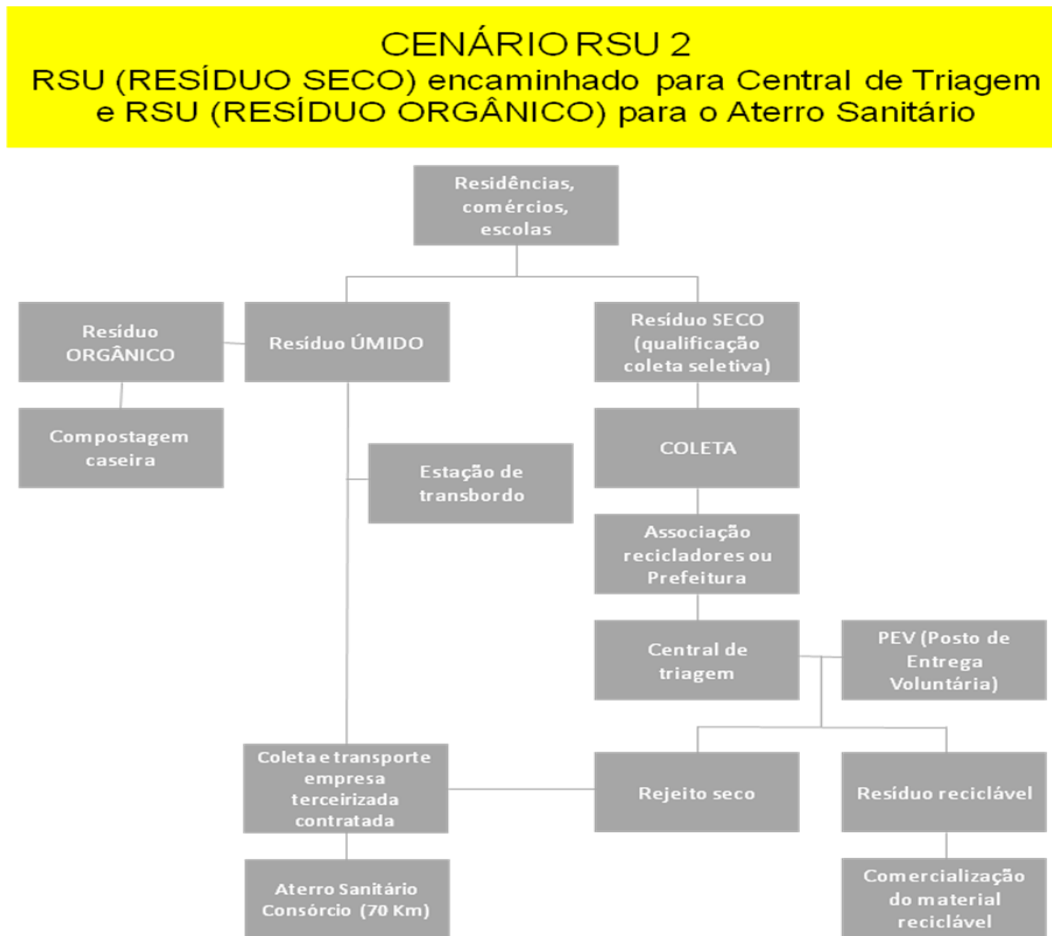 CENÁRIO RSU 2
RSU (RESÍDUO SECO) encaminhado para Central de Triagem
e RSU (RESÍDUO ORGÂNICO) para o Aterro Sanitário
Residências,
comércios,
escolas
Resíduo
ORGÂNICO
Resíduo ÚMIDO
Resíduo SECO
(qualificação
coleta seletiva)
Compostagem
caseira
COLETA
Estação de
transbordo
Associação
recicladores ou
Prefeitura
Central de
triagem
PEV (Posto de
Entrega
Voluntária)
Coleta e transporte
empresa
terceirizada
contratada
Rejeito seco
Resíduo reciclável
Aterro Sanitário
Consórcio (70 Km)
Comercialização
do material
reciclável